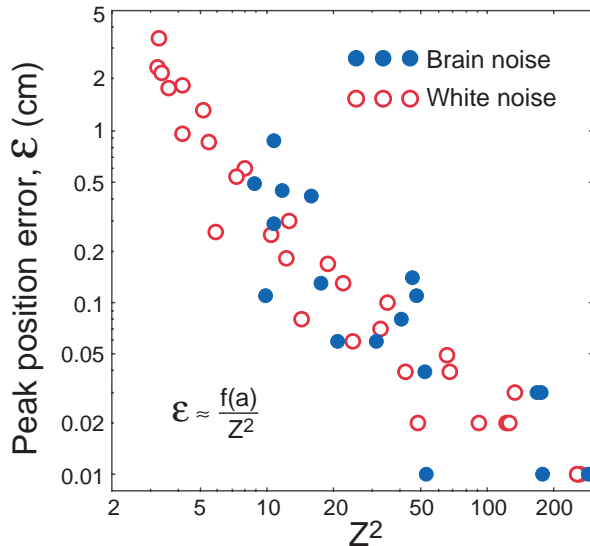 5
2
1
0.5
0.2
0.1
0.05
0.02
0.01
Peak position error, ε (cm)
Brain noise
White noise
ε ≈ f(a)/Z²
2 5 10 20 50 100 200
Z²